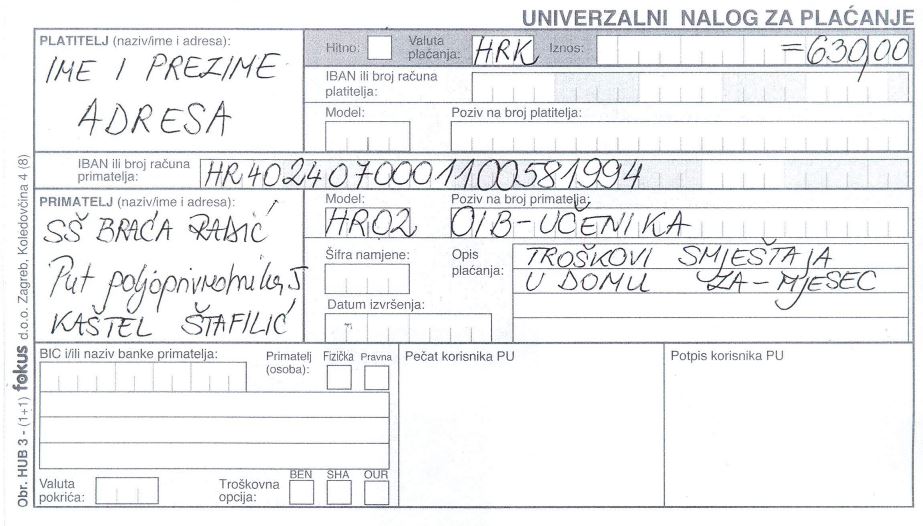 UNIVERZALNI NALOG ZA PLAĆANJE
PLATITELJ (naziv/ime i adresa):
IME I PREZIME
ADRESA
Hitno:
Valuta plaćanja: HRK
Iznos: =630,00
IBAN ili broj računa platitelja:
Model:
Poziv na broj platitelja:
IBAN ili broj računa primatelja: HR4024070001100581994
PRIMATELJ (naziv/ime i adresa):
SŠ BRAĆA RADIĆ
Put poljoprivrednika, 5
KAŠTEL ŠTAFILIĆ
Model: HR02
Poziv na broj primatelja: OIB-UČENIKA
Šifra namjene:
Datum izvršenja:
Opis plaćanja:
TROŠKOVI SMJEŠTAJA
U DOMU ZA-MJESEC
BIC i/ili naziv banke primatelja:
Primatelj (osoba): Fizička Pravna
Valuta pokrića:
Troškovna opcija: BEN SHA OUR
Pečat korisnika PU
Potpis korisnika PU
Obr. HUB 3 - (1+1) fokus d.o.o. Zagreb, Koledovčina 4 (8)